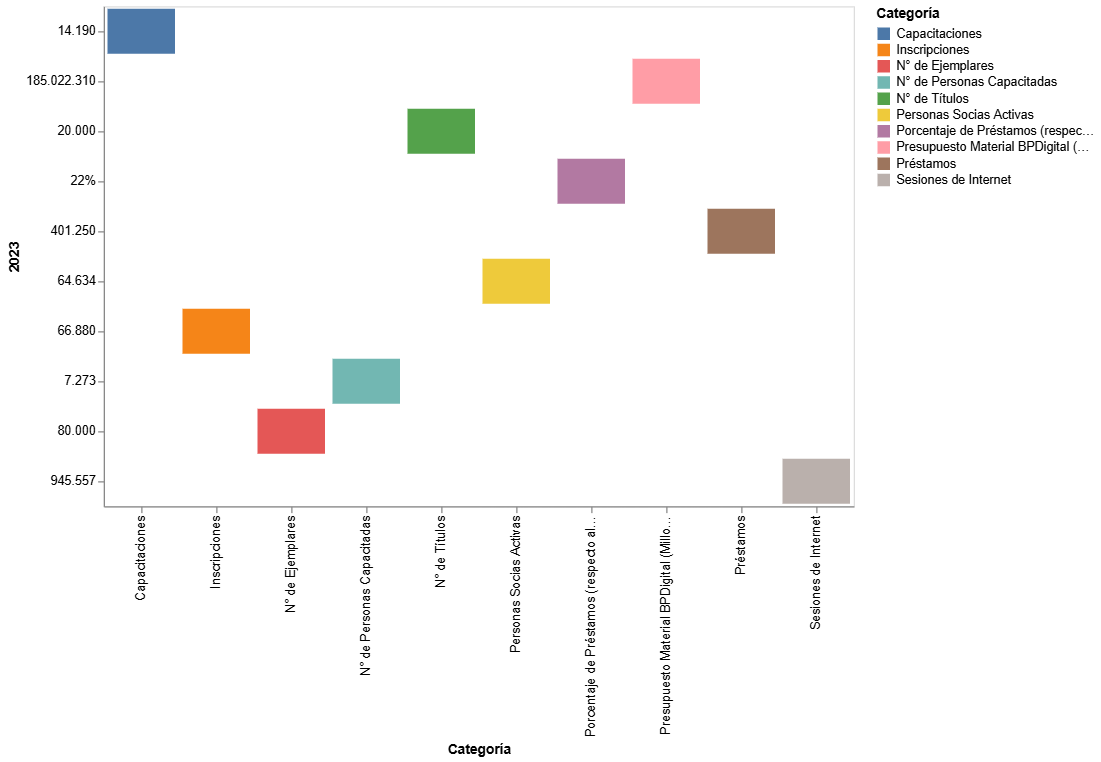 2023
14.190
185.022.310
20.000
22%
401.250
64.634
66.880
7.273
80.000
945.557
Capacitaciones
Inscripciones
N° de Ejemplares
N° de Personas Capacitadas
N° de Títulos
Personas Socias Activas
Porcentaje de Préstamos (respecto al…
Presupuesto Material BPDigital (Millo…
Préstamos
Sesiones de Internet
Categoría
Categoría
Capacitaciones
Inscripciones
N° de Ejemplares
N° de Personas Capacitadas
N° de Títulos
Personas Socias Activas
Porcentaje de Préstamos (respec…
Presupuesto Material BPDigital (…
Préstamos
Sesiones de Internet